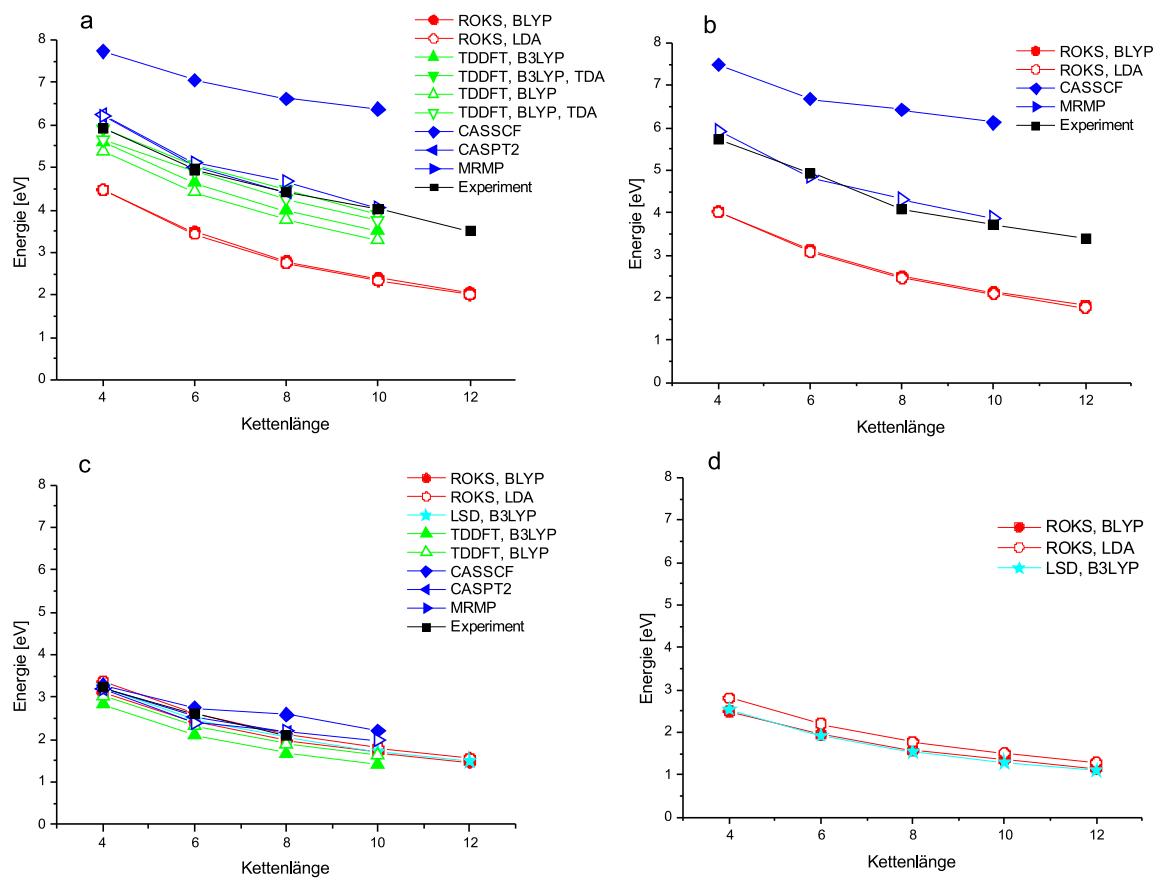 a
ROKS, BLYP
ROKS, LDA
TDDFT, B3LYP
TDDFT, B3LYP, TDA
TDDFT, BLYP
TDDFT, BLYP, TDA
CASSCF
CASPT2
MRMP
Experiment
Energie [eV]
8
7
6
5
4
3
2
1
0
4 6 8 10 12
Kettenlänge
b
ROKS, BLYP
ROKS, LDA
CASSCF
MRMP
Experiment
Energie [eV]
8
7
6
5
4
3
2
1
0
4 6 8 10 12
Kettenlänge
c
ROKS, BLYP
ROKS, LDA
LSD, B3LYP
TDDFT, B3LYP
TDDFT, BLYP
CASSCF
CASPT2
MRMP
Experiment
Energie [eV]
8
7
6
5
4
3
2
1
0
4 6 8 10 12
Kettenlänge
d
ROKS, BLYP
ROKS, LDA
LSD, B3LYP
Energie [eV]
8
7
6
5
4
3
2
1
0
4 6 8 10 12
Kettenlänge